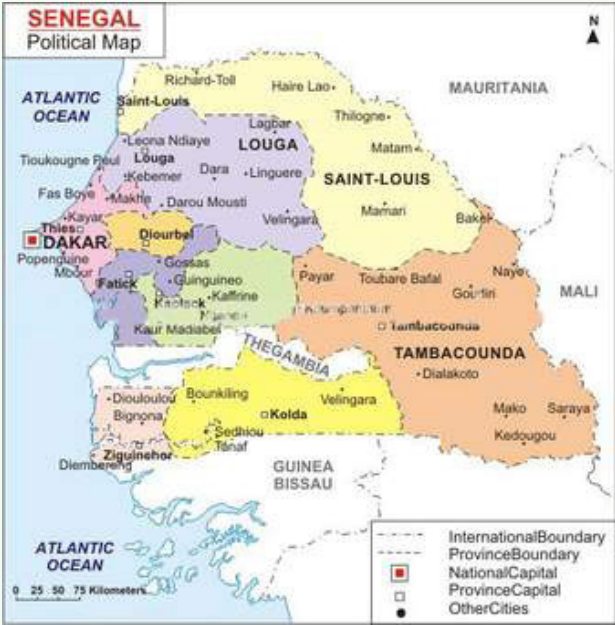 SENEGAL
Political Map
N
ATLANTIC
OCEAN
MAURITANIA
Richard-Toll
Haire Lao
Saint-Louis
Thilogne
Lagbar
Leona Ndiaye
LOUGA
Matam
Tioukougne Peul
Louga
Kebemer
Dara
Linguere
SAINT-LOUIS
Fas Boye
Makhe
Darou Mousti
Mamari
Kayar
Velingara
Bakel
Thies
DAKAR
Diourbel
Popenguine
Gossas
Mbour
Payar
Toubare Bafal
Naye
Fatick
Guinguineo
Gourfiri
MALI
Kaolack
Kaffrine
Kaur Madiabel
Tambacounda
THEGAMBIA
TAMBACOUNDA
Dialakoto
Diouloulou
Bounkiling
Velingara
Bignona
Kolda
Mako
Saraya
Sedhiou
Kedougou
Tanaf
Ziguinchor
Diembereng
GUINEA
BISSAU
ATLANTIC
OCEAN
0 25 50 75 Kilometers
InternationalBoundary
ProvinceBoundary
NationalCapital
ProvinceCapital
OtherCities